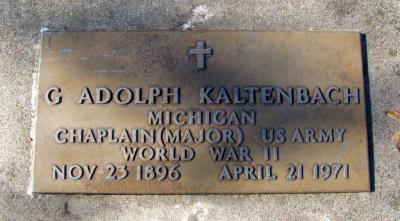 G ADOLPH KALTENBACH
MICHIGAN
CHAPLAIN(MAJOR) US ARMY
WORLD WAR II
NOV 23 1896 APRIL 21 1971